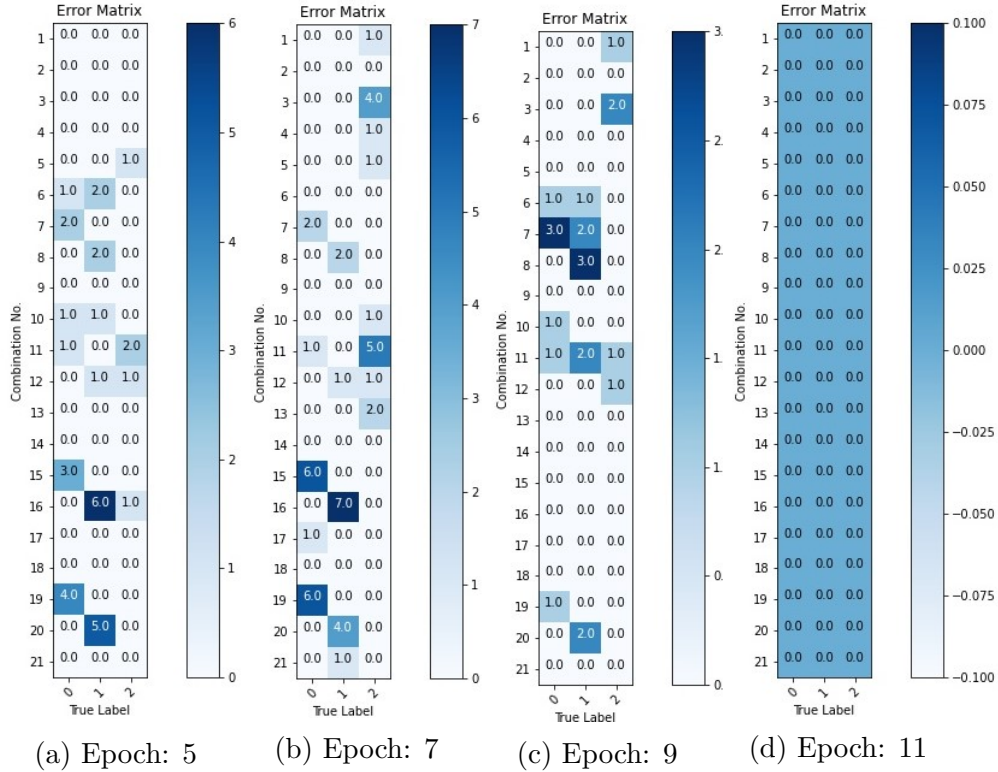 Error Matrix
Combination No.
1 0.0 0.0 0.0
2 0.0 0.0 0.0
3 0.0 0.0 0.0
4 0.0 0.0 0.0
5 0.0 0.0 1.0
6 1.0 2.0 0.0
7 2.0 0.0 0.0
8 0.0 2.0 0.0
9 0.0 0.0 0.0
10 1.0 1.0 0.0
11 1.0 0.0 2.0
12 0.0 1.0 1.0
13 0.0 0.0 0.0
14 0.0 0.0 0.0
15 3.0 0.0 0.0
16 0.0 6.0 1.0
17 0.0 0.0 0.0
18 0.0 0.0 0.0
19 4.0 0.0 0.0
20 0.0 5.0 0.0
21 0.0 0.0 0.0
0 1 2
True Label
6
5
4
3
2
1
0
(a) Epoch: 5
Error Matrix
Combination No.
1 0.0 0.0 1.0
2 0.0 0.0 0.0
3 0.0 0.0 4.0
4 0.0 0.0 1.0
5 0.0 0.0 1.0
6 0.0 0.0 0.0
7 2.0 0.0 0.0
8 0.0 2.0 0.0
9 0.0 0.0 0.0
10 0.0 0.0 1.0
11 1.0 0.0 5.0
12 0.0 1.0 1.0
13 0.0 0.0 2.0
14 0.0 0.0 0.0
15 6.0 0.0 0.0
16 0.0 7.0 0.0
17 1.0 0.0 0.0
18 0.0 0.0 0.0
19 6.0 0.0 0.0
20 0.0 4.0 0.0
21 0.0 1.0 0.0
0 1 2
True Label
7
6
5
4
3
2
1
0
(b) Epoch: 7
Error Matrix
Combination No.
1 0.0 0.0 1.0
2 0.0 0.0 0.0
3 0.0 0.0 2.0
4 0.0 0.0 0.0
5 0.0 0.0 0.0
6 1.0 1.0 0.0
7 3.0 2.0 0.0
8 0.0 3.0 0.0
9 0.0 0.0 0.0
10 1.0 0.0 0.0
11 1.0 2.0 1.0
12 0.0 0.0 1.0
13 0.0 0.0 0.0
14 0.0 0.0 0.0
15 0.0 0.0 0.0
16 0.0 0.0 0.0
17 0.0 0.0 0.0
18 0.0 0.0 0.0
19 1.0 0.0 0.0
20 0.0 2.0 0.0
21 0.0 0.0 0.0
0 1 2
True Label
3.
2.
2.
1.
1.
0.
0.
(c) Epoch: 9
Error Matrix
Combination No.
1 0.0 0.0 0.0
2 0.0 0.0 0.0
3 0.0 0.0 0.0
4 0.0 0.0 0.0
5 0.0 0.0 0.0
6 0.0 0.0 0.0
7 0.0 0.0 0.0
8 0.0 0.0 0.0
9 0.0 0.0 0.0
10 0.0 0.0 0.0
11 0.0 0.0 0.0
12 0.0 0.0 0.0
13 0.0 0.0 0.0
14 0.0 0.0 0.0
15 0.0 0.0 0.0
16 0.0 0.0 0.0
17 0.0 0.0 0.0
18 0.0 0.0 0.0
19 0.0 0.0 0.0
20 0.0 0.0 0.0
21 0.0 0.0 0.0
0 1 2
True Label
0.100
0.075
0.050
0.025
0.000
−0.025
−0.050
−0.075
−0.100
(d) Epoch: 11